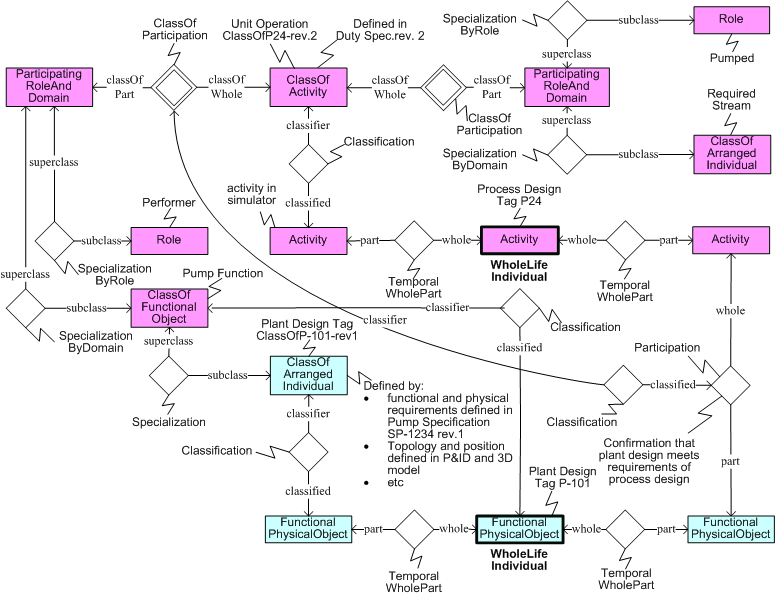 ClassOf
Participation
Unit Operation
ClassOfP24-rev.2
Defined in
Duty Spec.rev. 2
Specialization
ByRole
subclass
Role
superclass
Pumped
Participating
RoleAnd
Domain
classOf
Part
classOf
Whole
ClassOf
Activity
classOf
Whole
classOf
Part
Participating
RoleAnd
Domain
ClassOf
Participation
Required
Stream
classifier
superclass
Classification
Specialization
ByDomain
subclass
ClassOf
Arranged
Individual
superclass
classified
Performer
activity in
simulator
Process Design
Tag P24
subclass
Role
Activity
part
whole
Activity
whole
part
Activity
superclass
Specialization
ByRole
Temporal
WholePart
WholeLife
Individual
Temporal
WholePart
Pump Function
subclass
ClassOf
Functional
Object
classifier
whole
Specialization
ByDomain
Plant Design Tag
ClassOfP-101-rev1
classifier
Classification
superclass
classified
Participation
subclass
ClassOf
Arranged
Individual
Defined by:
• functional and physical
requirements defined in
Pump Specification
SP-1234 rev.1
• Topology and position
defined in P&ID and 3D
model
• etc
classified
Specialization
classifier
Classification
Classification
Confirmation that
plant design meets
requirements of
process design
part
classified
Plant Design
Tag P-101
Functional
PhysicalObject
part
whole
Functional
PhysicalObject
whole
part
Functional
PhysicalObject
Temporal
WholePart
WholeLife
Individual
Temporal
WholePart